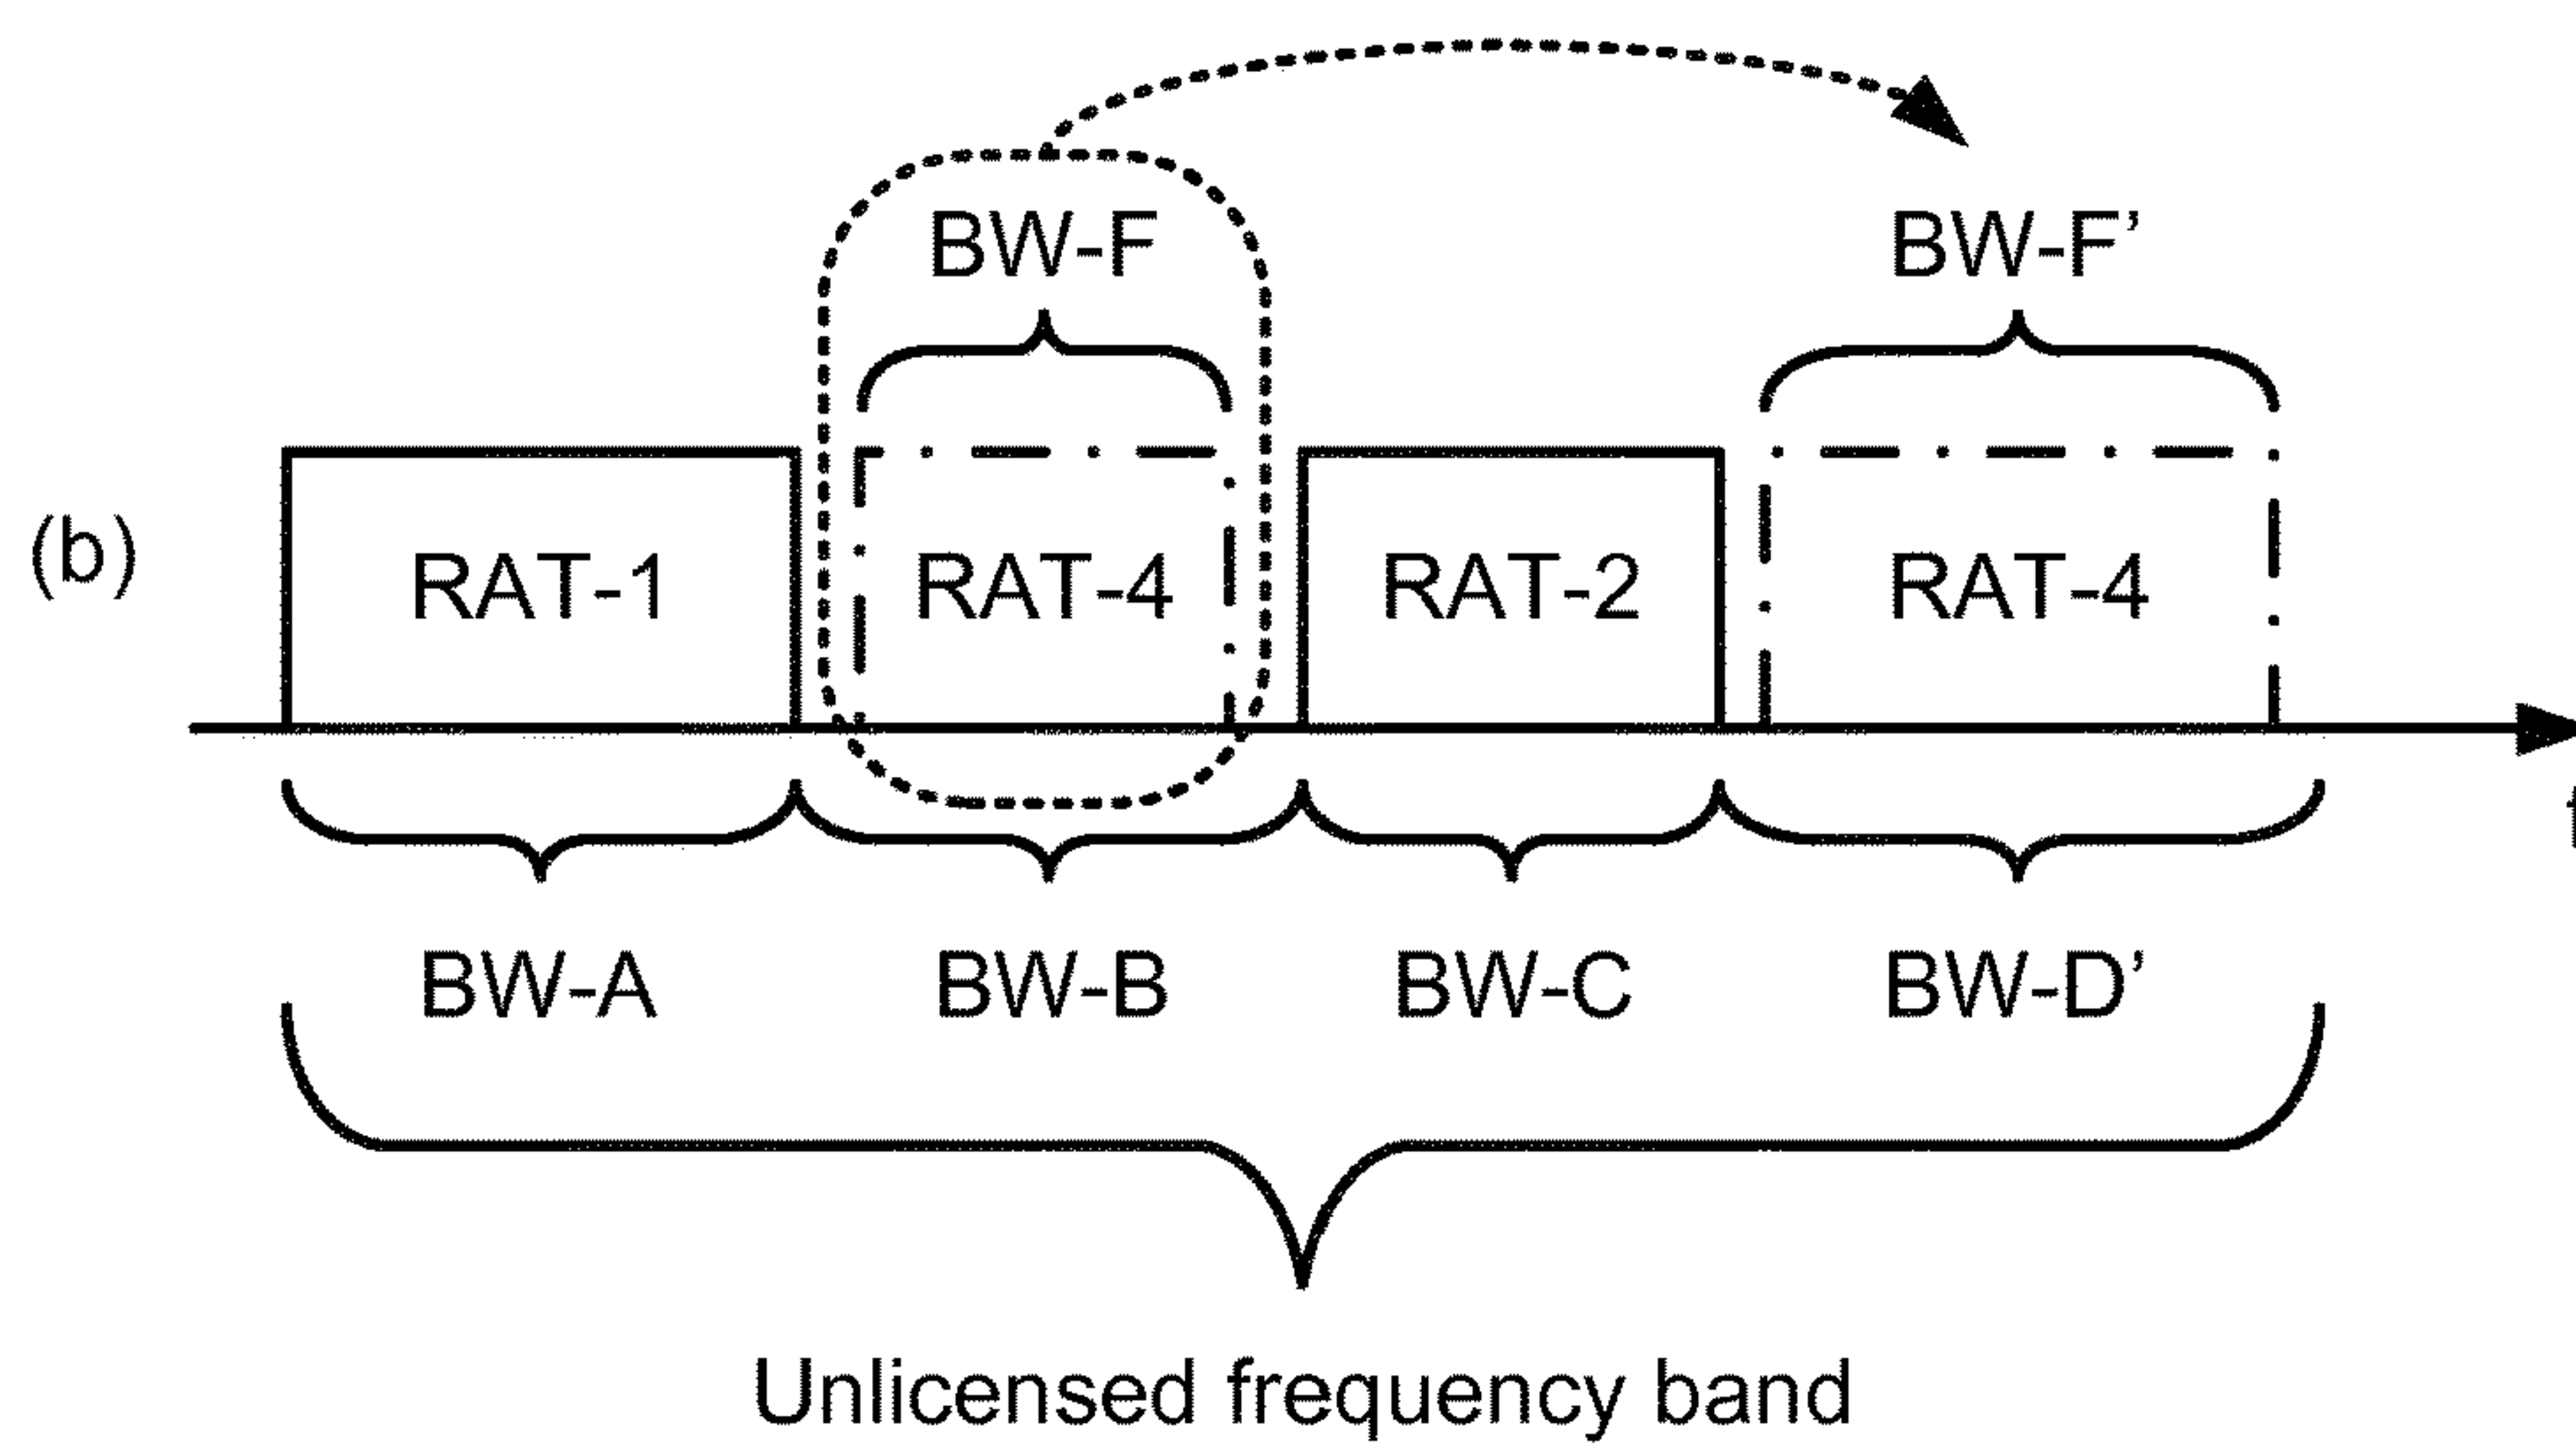 BW-F BW-F’
(b) RAT-1 RAT-4 RAT-2 RAT-4
f
BW-A BW-B BW-C BW-D’
Unlicensed frequency band